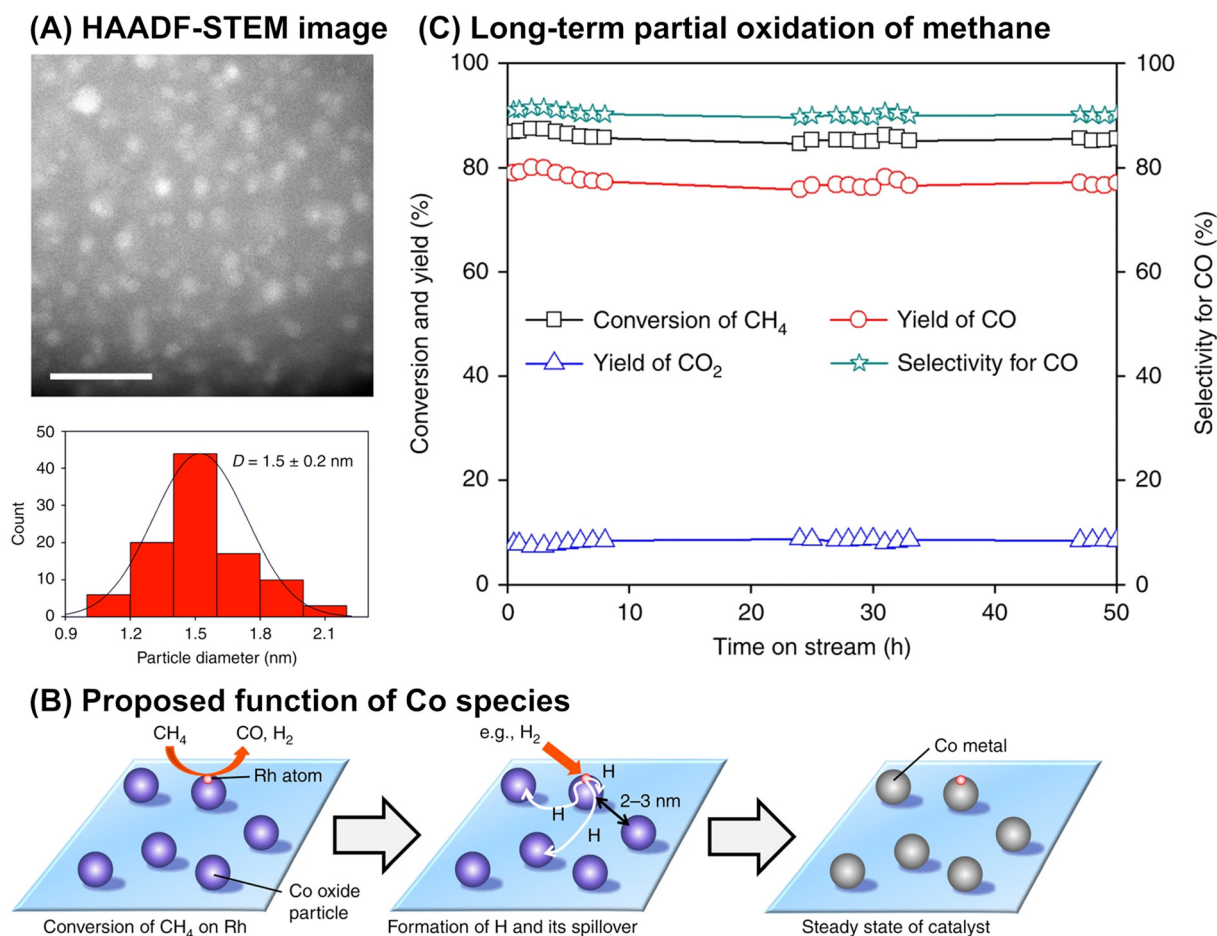 (A) HAADF-STEM image
(C) Long-term partial oxidation of methane
50
40
30
20
10
0
Count
D = 1.5 ± 0.2 nm
0.9
1.2
1.5
1.8
2.1
Particle diameter (nm)
100
80
60
40
20
0
Conversion and yield (%)
100
80
60
40
20
0
Selectivity for CO (%)
Conversion of CH₄
Yield of CO
Yield of CO₂
Selectivity for CO
0
10
20
30
40
50
Time on stream (h)
(B) Proposed function of Co species
CH₄
CO, H₂
Rh atom
Co oxide
particle
Conversion of CH₄ on Rh
e.g., H₂
H
H
H
2–3 nm
Formation of H and its spillover
Co metal
Steady state of catalyst